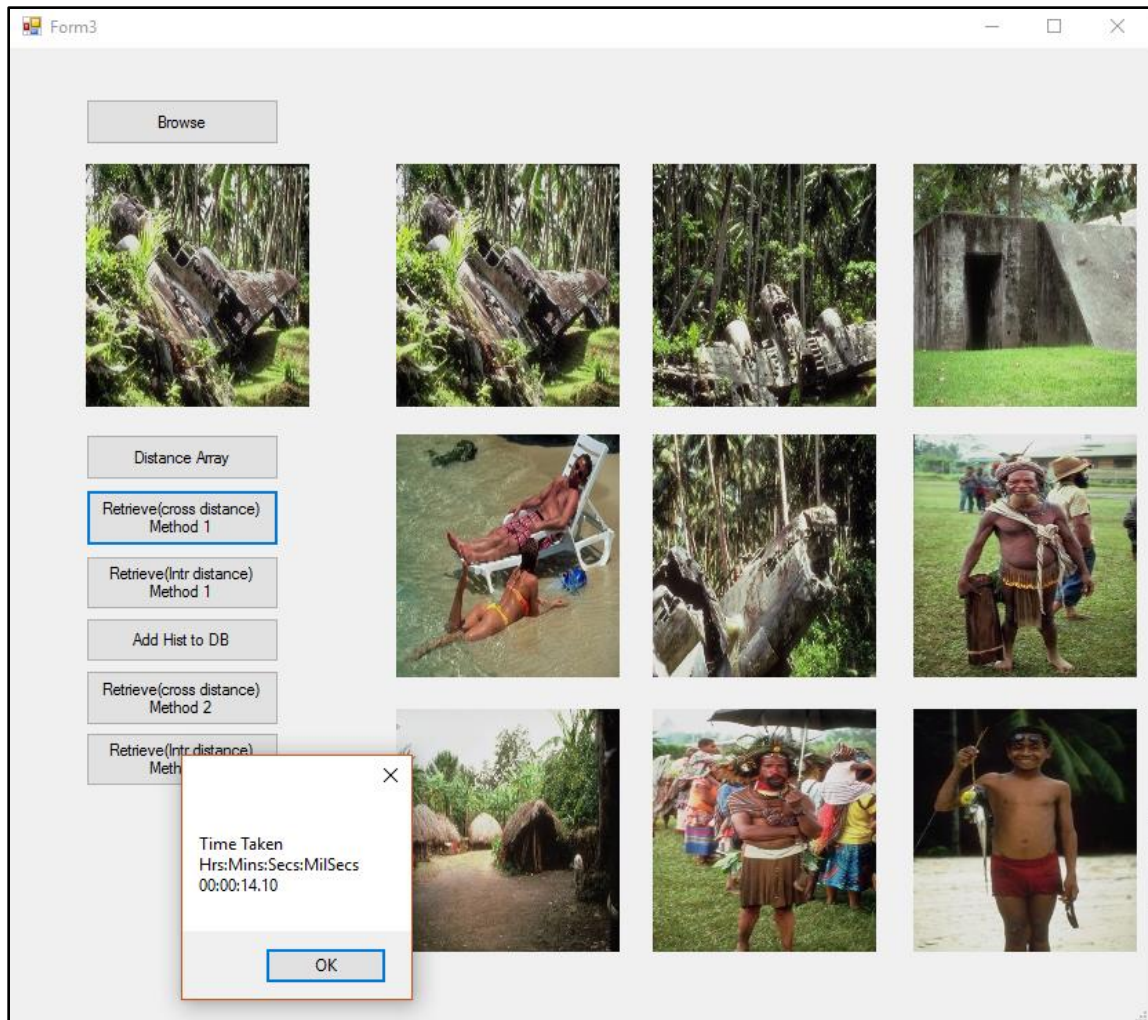 Form3
Browse
Distance Array
Retrieve(cross distance)
Method 1
Retrieve(Intr distance)
Method 1
Add Hist to DB
Retrieve(cross distance)
Method 2
Retrieve(Intr distance)
Time Taken
Hrs:Mins:Secs:MilSecs
00:00:14.10
OK